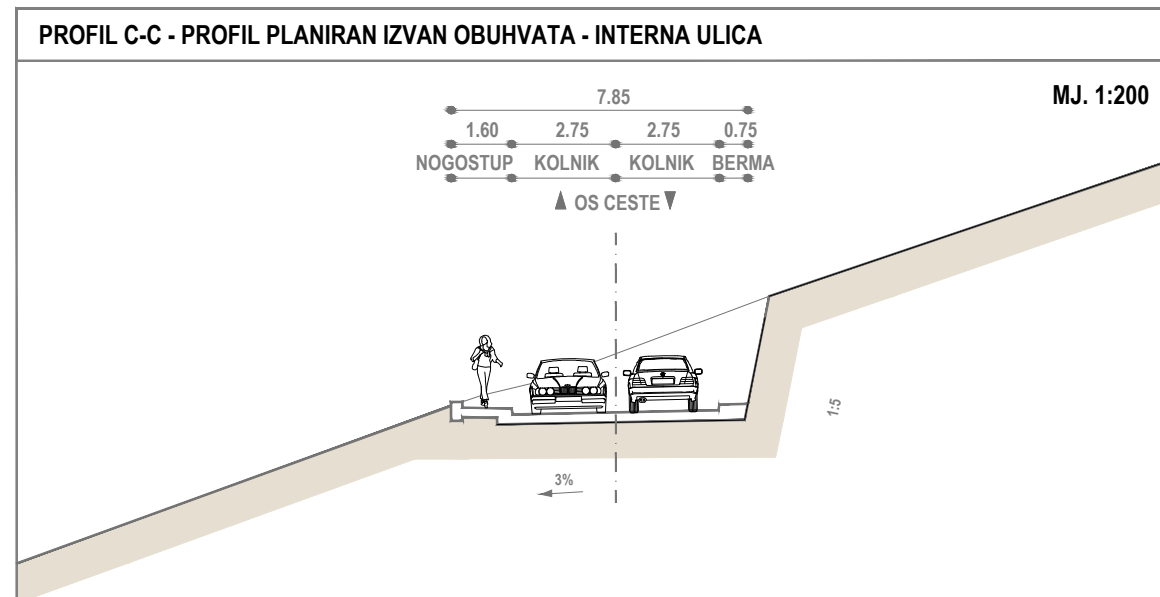 PROFIL C-C - PROFIL PLANIRAN IZVAN OBUHVATA - INTERNA ULICA
MJ. 1:200
7.85
1.60 2.75 2.75 0.75
NOGOSTUP KOLNIK KOLNIK BERMA
OS CESTE
1:5
3%